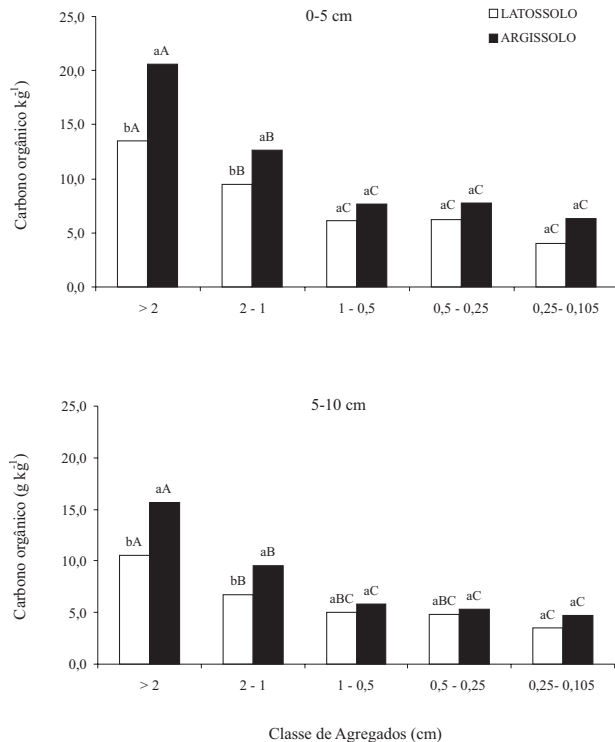 0-5 cm
LATOSSOLO
ARGISSOLO
Carbono orgânico kg-1
25,0
20,0
15,0
10,0
5,0
0,0
bA aA
bB aB
aC aC
aC aC
aC aC
> 2 2 - 1 1 - 0,5 0,5 - 0,25 0,25- 0,105
5-10 cm
Carbono orgânico (g kg-1)
25,0
20,0
15,0
10,0
5,0
0,0
bA aA
bB aB
aBC aC
aBC aC
aC aC
> 2 2 - 1 1 - 0,5 0,5 - 0,25 0,25- 0,105
Classe de Agregados (cm)